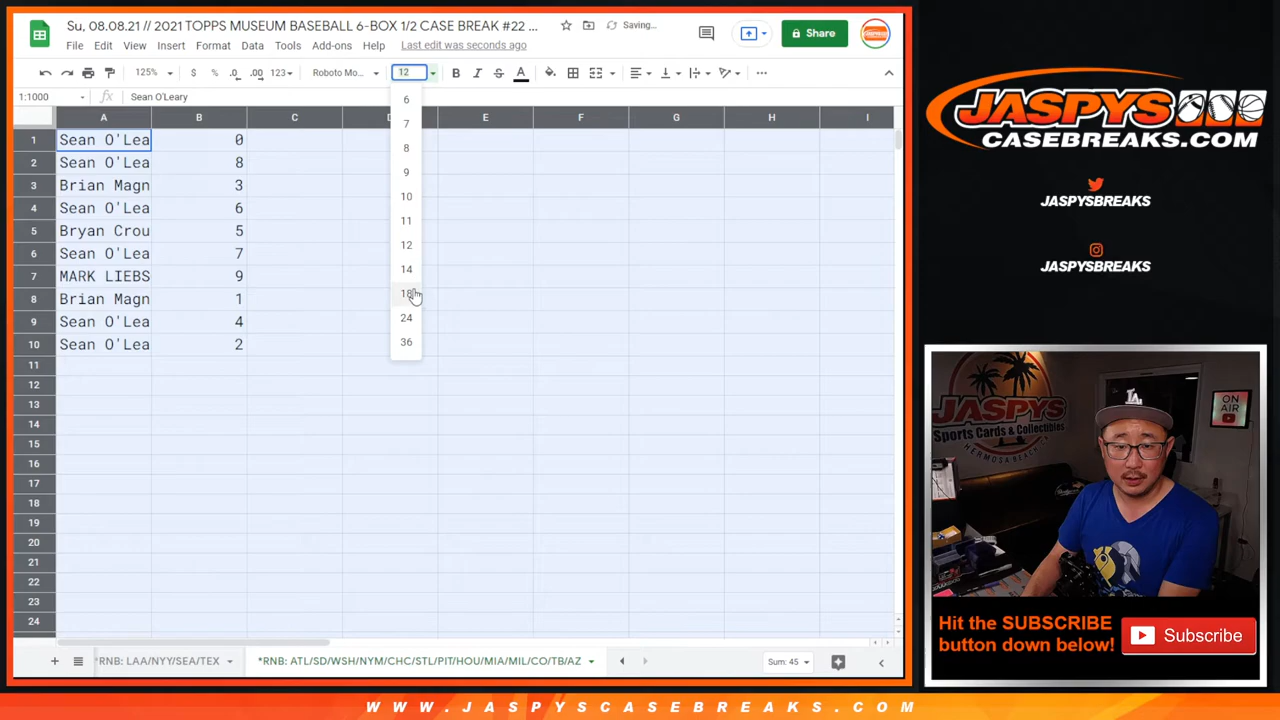 Su, 08.08.21 // 2021 TOPPS MUSEUM BASEBALL 6-BOX 1/2 CASE BREAK #22 ...
Saving...
File Edit View Insert Format Data Tools Add-ons Help Last edit was seconds ago
Share
125% $ % .0 .00 123 Roboto Mo... 12 B I S A
1:1000 fx Sean O'Leary
A B C D E F G H I
1 Sean O'Lea 0
2 Sean O'Lea 8
3 Brian Magn 3
4 Sean O'Lea 6
5 Bryan Crou 5
6 Sean O'Lea 7
7 MARK LIEBS 9
8 Brian Magn 1
9 Sean O'Lea 4
10 Sean O'Lea 2
11
12
13
14
15
16
17
18
19
20
21
22
23
24
6
7
8
9
10
11
12
14
18
24
36
*RNB: LAA/NYY/SEA/TEX *RNB: ATL/SD/WSH/NYM/CHC/STL/PIT/HOU/MIA/MIL/CO/TB/AZ Sum: 45
JASPYS
CASEBREAKS.COM
JASPYSBREAKS
JASPYSBREAKS
JASPYS
Sports Cards & Collectibles
HERMOSA BEACH
ON AIR
LA
Hit the SUBSCRIBE
button down below!
Subscribe
WWW.JASPYSCASEBREAKS.COM